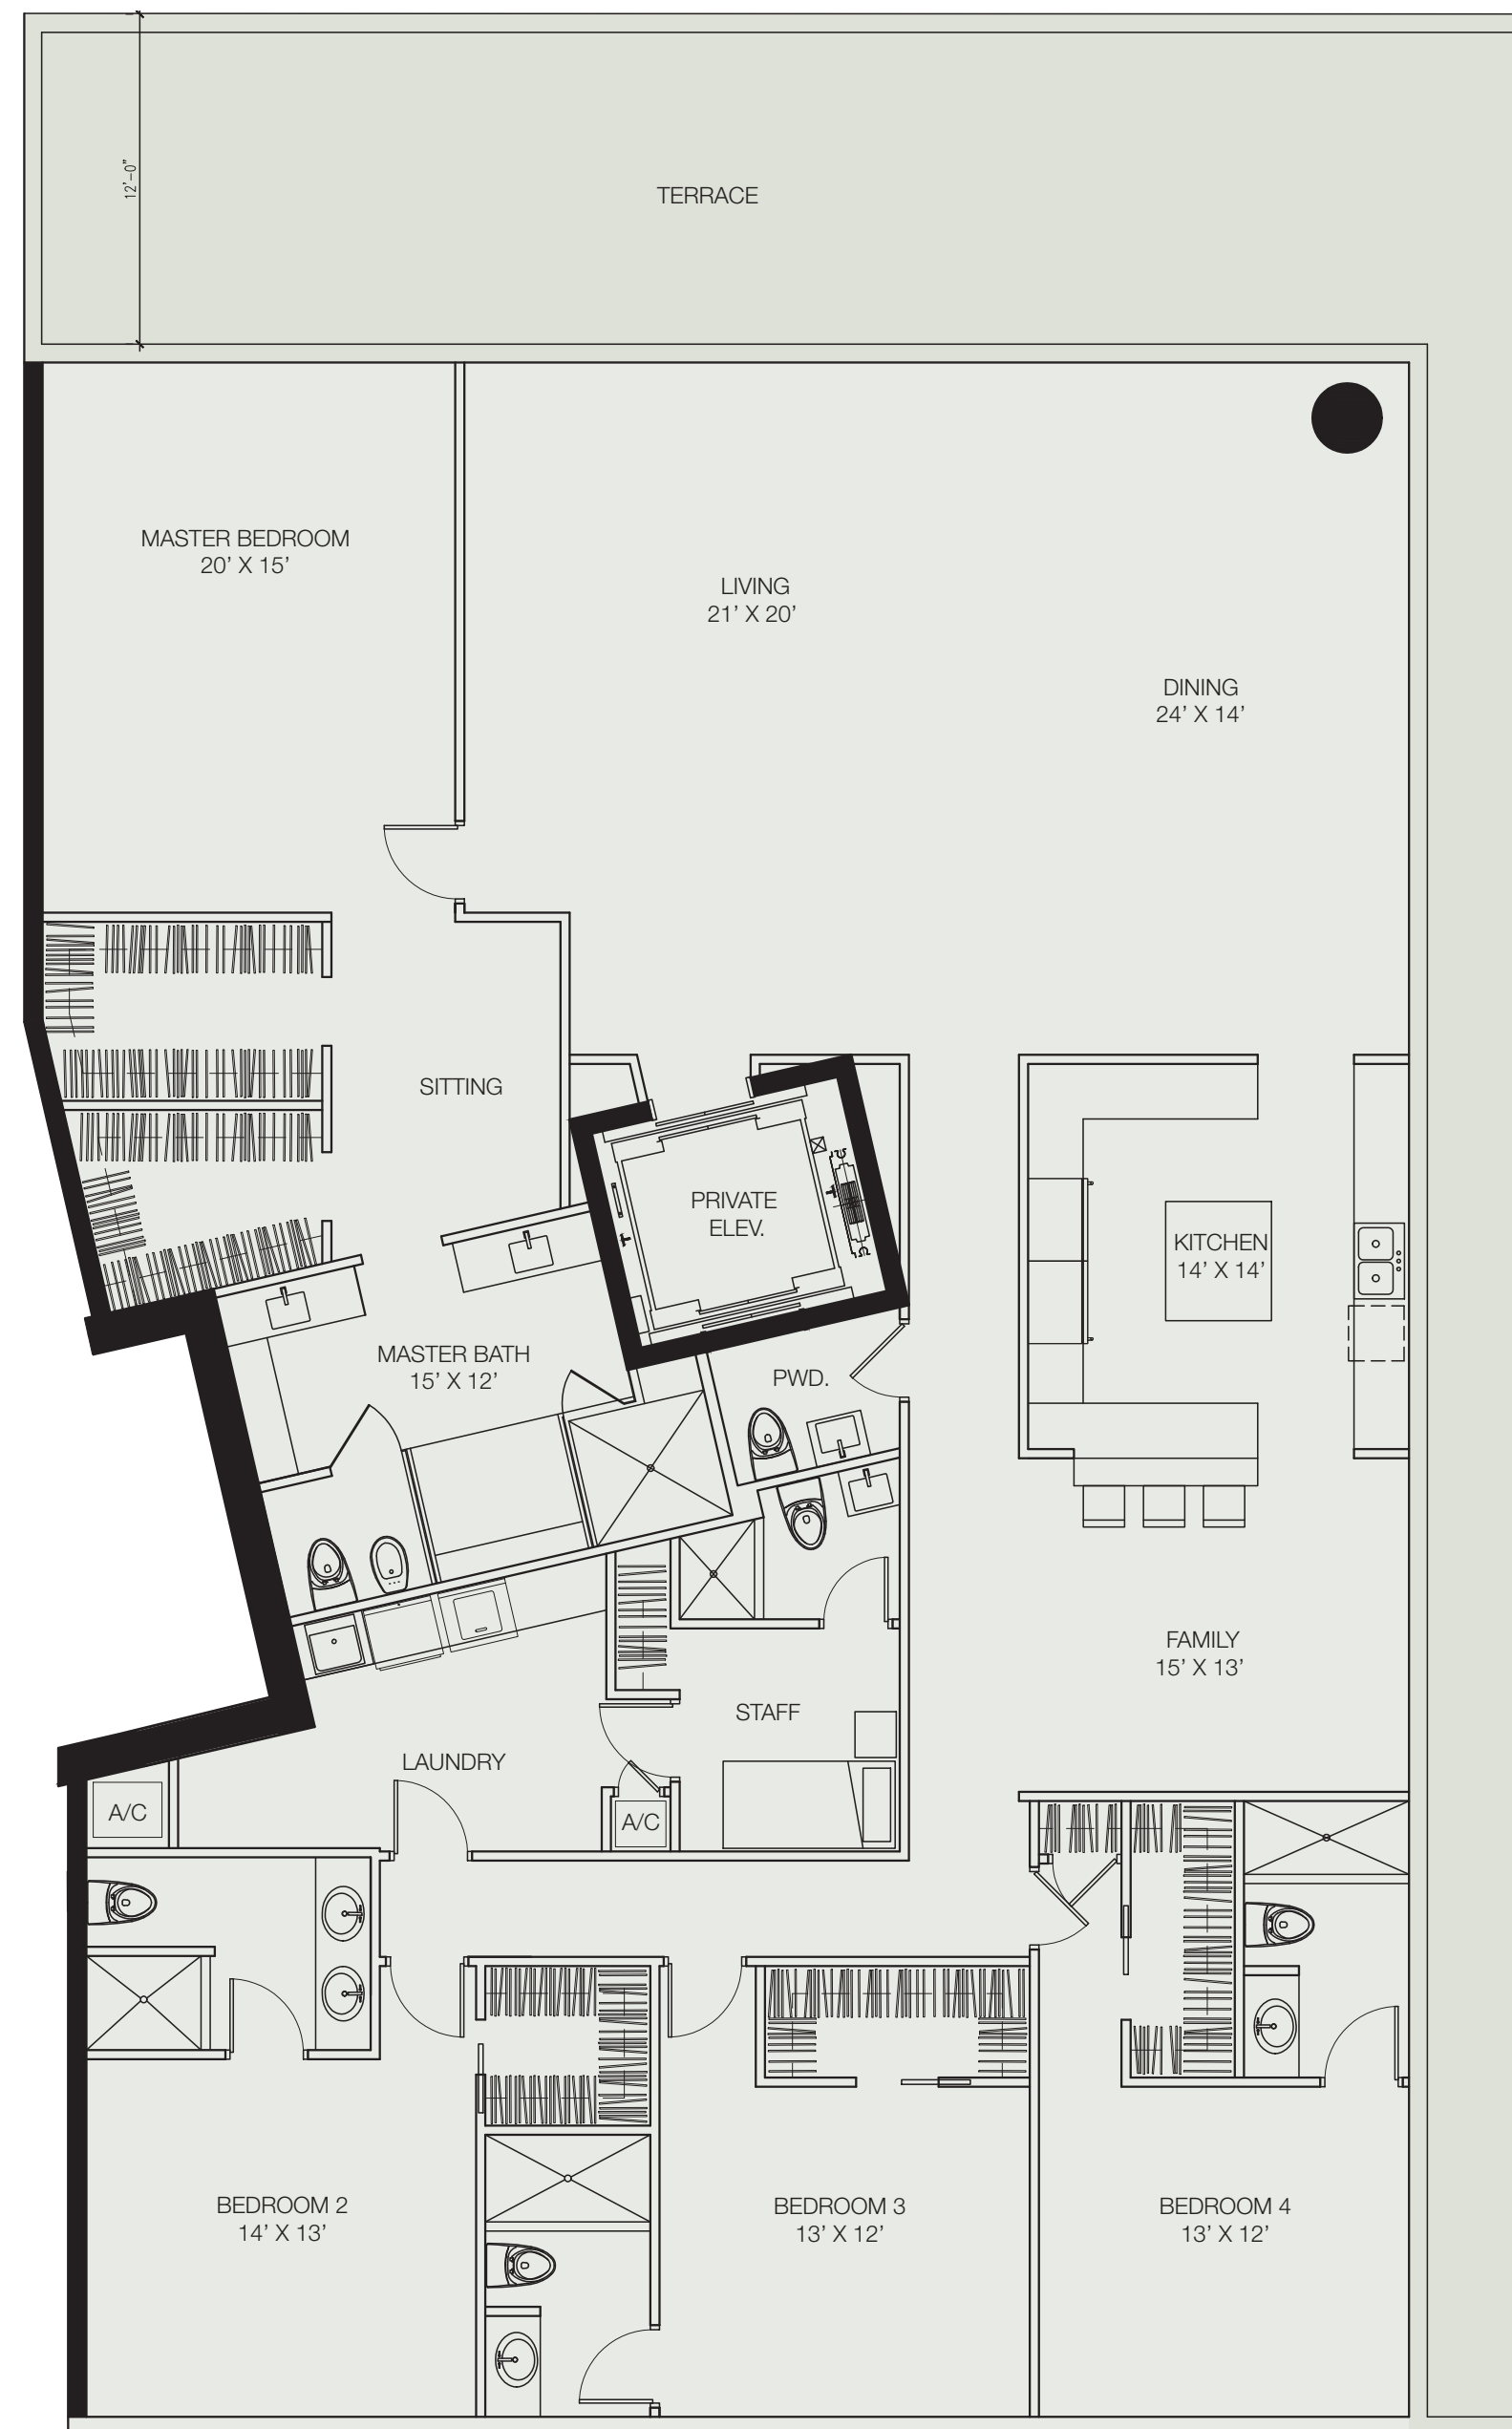 12'-0"
TERRACE
MASTER BEDROOM
20’ X 15’
LIVING
21’ X 20’
DINING
24’ X 14’
SITTING
PRIVATE
ELEV.
KITCHEN
14’ X 14’
MASTER BATH
15’ X 12’
PWD.
FAMILY
15’ X 13’
STAFF
LAUNDRY
A/C
A/C
BEDROOM 2
14’ X 13’
BEDROOM 3
13’ X 12’
BEDROOM 4
13’ X 12’